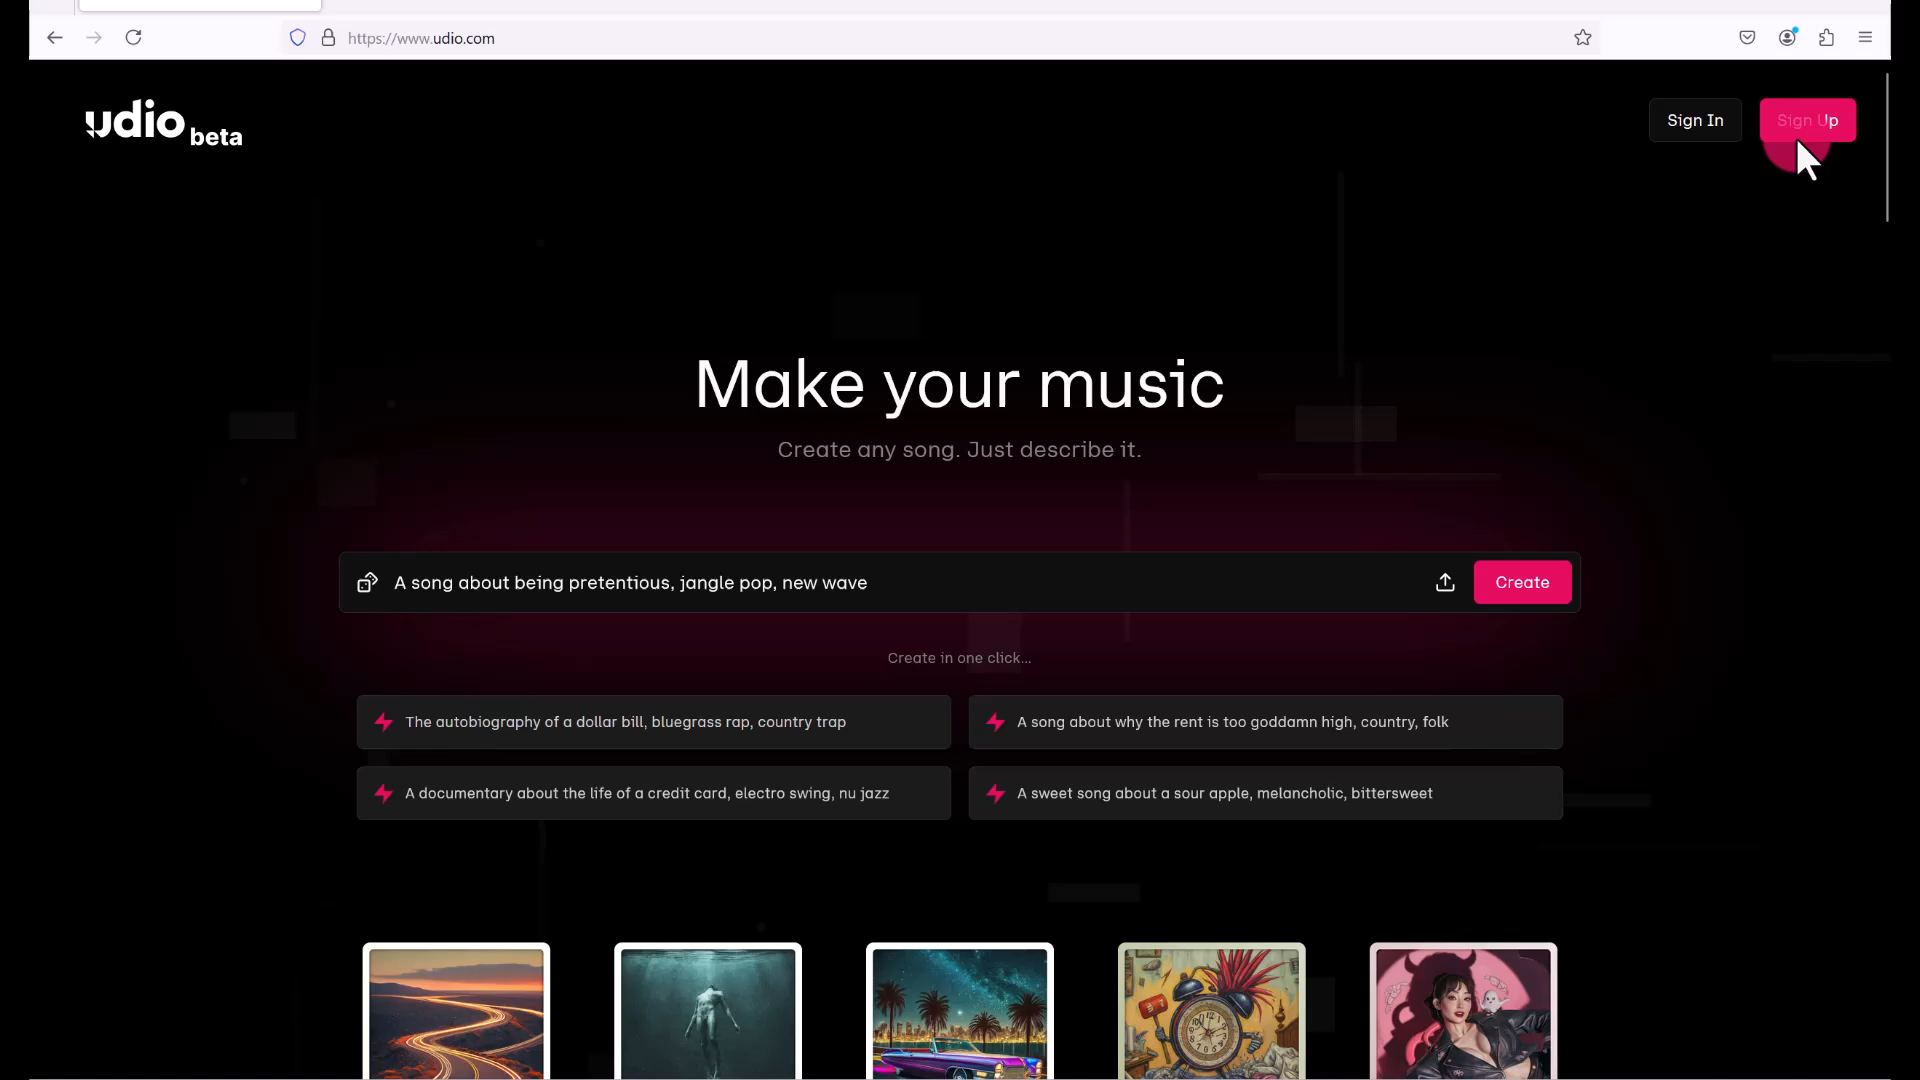 https://www.udio.com
udio beta
Sign In
Sign Up
Make your music
Create any song. Just describe it.
A song about being pretentious, jangle pop, new wave
Create
Create in one click...
The autobiography of a dollar bill, bluegrass rap, country trap
A song about why the rent is too goddamn high, country, folk
A documentary about the life of a credit card, electro swing, nu jazz
A sweet song about a sour apple, melancholic, bittersweet